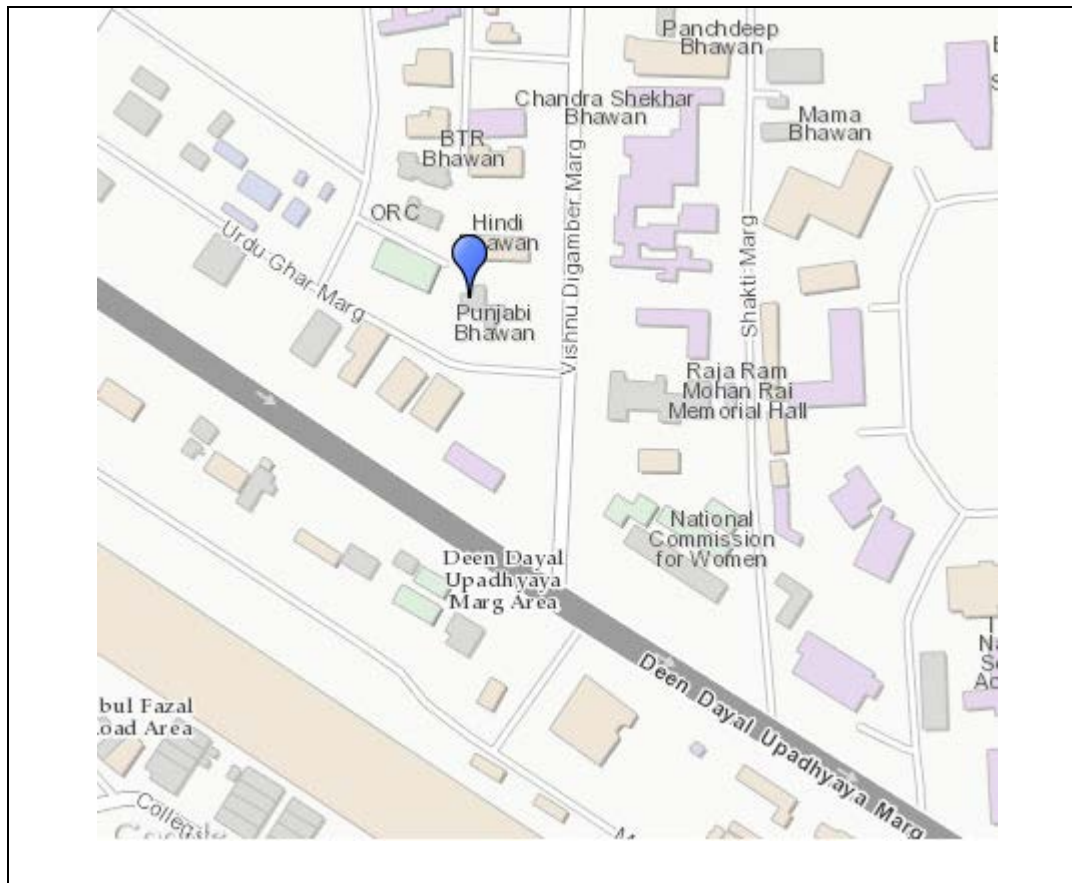 Panchdeep
Bhawan
Chandra Shekhar
Bhawan
Mama
Bhawan
BTR
Bhawan
ORC
Hindi
Urdu Ghar Marg
Vishnu Digamber Marg
Shakti Marg
Punjabi
Bhawan
Raja Ram
Mohan Rai
Memorial Hall
National
Commission
for Women
Deen Dayal
Upadhyaya
Marg Area
Deen Dayal Upadhyaya Marg
bul Fazal
Road Area